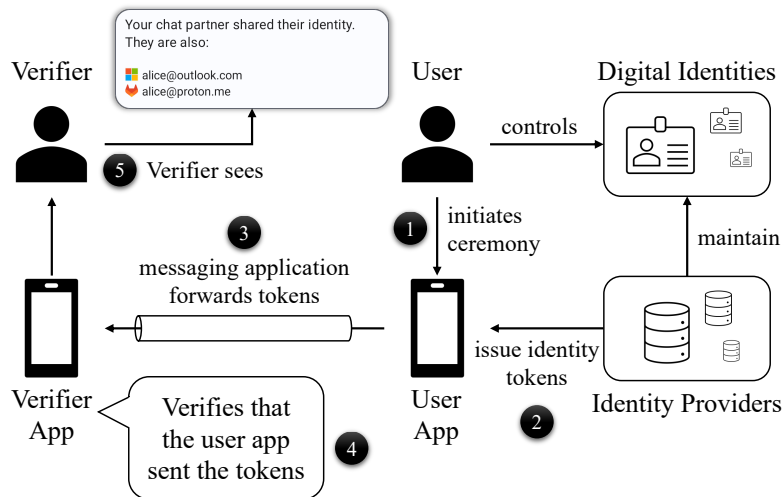 Your chat partner shared their identity.
They are also:
alice@outlook.com
alice@proton.me
Verifier
User
Digital Identities
controls
5
Verifier sees
1
initiates
ceremony
3
messaging application
forwards tokens
maintain
issue identity
tokens
2
Verifier
App
User
App
Identity Providers
Verifies that
the user app
sent the tokens
4